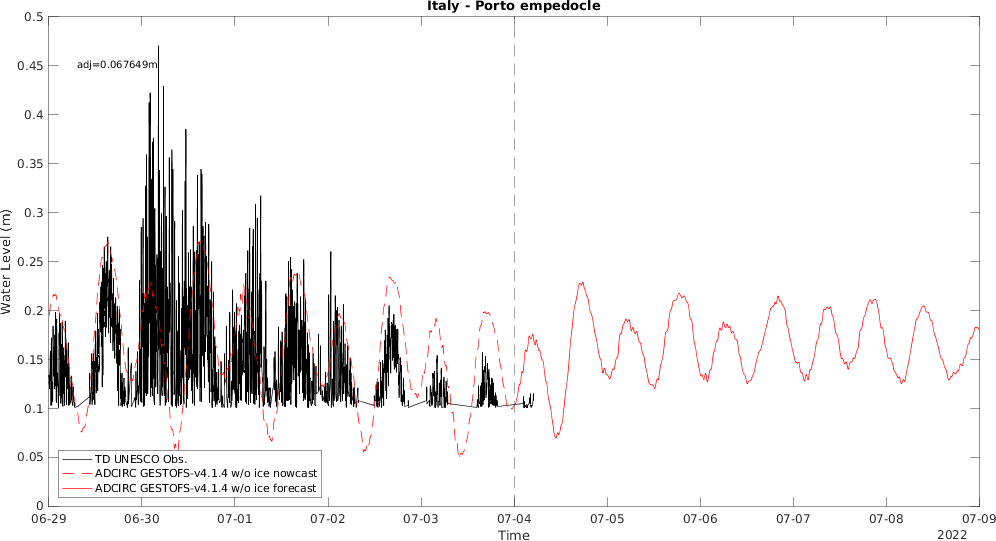 Italy - Porto empedocle
0.5
0.45
0.4
0.35
0.3
0.25
0.2
0.15
0.1
0.05
0
Water Level (m)
adj=0.067649m
TD UNESCO Obs.
ADCIRC GESTOFS-v4.1.4 w/o ice nowcast
ADCIRC GESTOFS-v4.1.4 w/o ice forecast
06-29 06-30 07-01 07-02 07-03 07-04 07-05 07-06 07-07 07-08 07-09
Time
2022